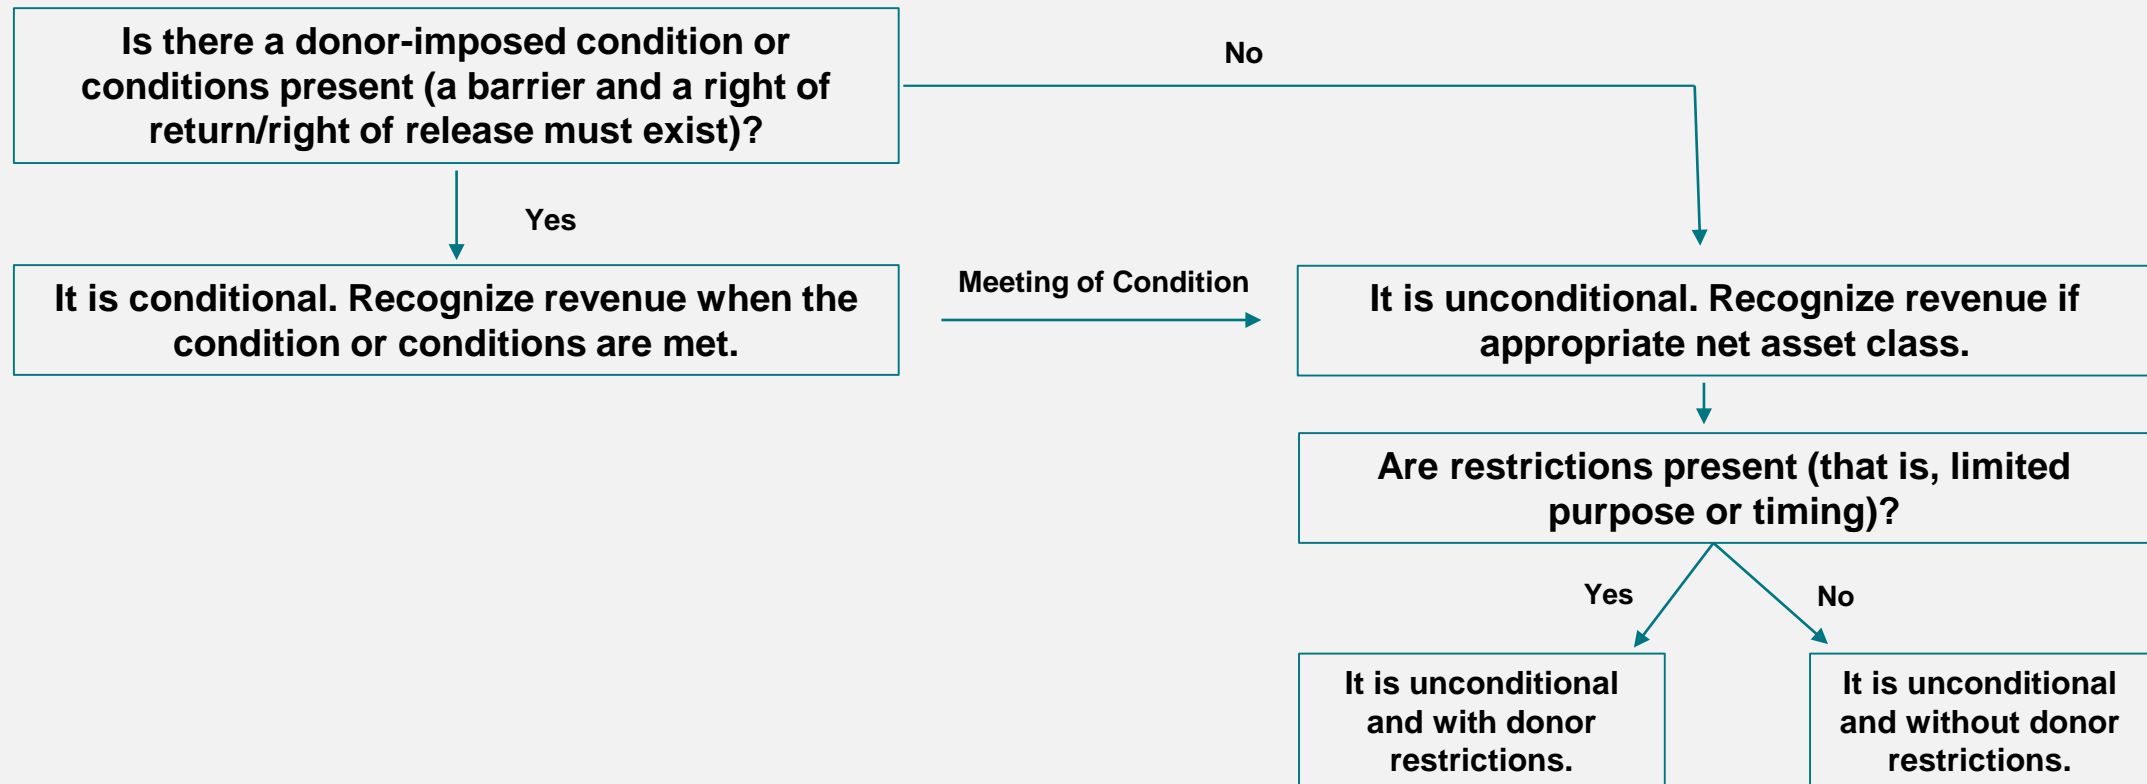 Is there a donor-imposed condition or
conditions present (a barrier and a right of
return/right of release must exist)?
No
Yes
It is conditional. Recognize revenue when the
condition or conditions are met.
Meeting of Condition
It is unconditional. Recognize revenue if
appropriate net asset class.
Are restrictions present (that is, limited
purpose or timing)?
Yes
No
It is unconditional
and with donor
restrictions.
It is unconditional
and without donor
restrictions.